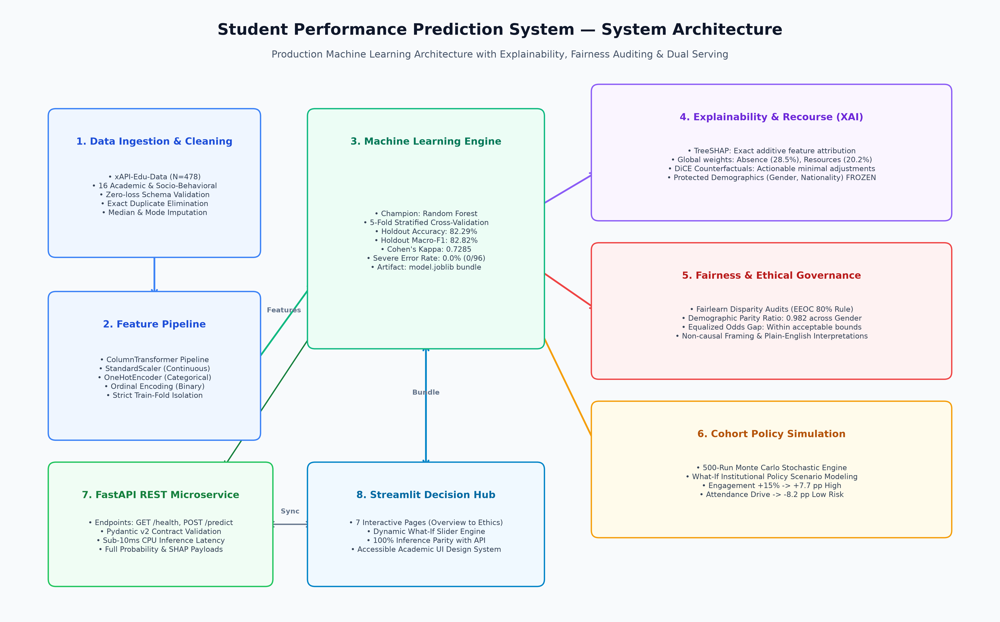 Student Performance Prediction System — System Architecture
Production Machine Learning Architecture with Explainability, Fairness Auditing & Dual Serving
1. Data Ingestion & Cleaning
• xAPI-Edu-Data (N=478)
• 16 Academic & Socio-Behavioral
• Zero-loss Schema Validation
• Exact Duplicate Elimination
• Median & Mode Imputation
2. Feature Pipeline
• ColumnTransformer Pipeline
• StandardScaler (Continuous)
• OneHotEncoder (Categorical)
• Ordinal Encoding (Binary)
• Strict Train-Fold Isolation
Features
3. Machine Learning Engine
• Champion: Random Forest
• 5-Fold Stratified Cross-Validation
• Holdout Accuracy: 82.29%
• Holdout Macro-F1: 82.82%
• Cohen's Kappa: 0.7285
• Severe Error Rate: 0.0% (0/96)
• Artifact: model.joblib bundle
Bundle
4. Explainability & Recourse (XAI)
• TreeSHAP: Exact additive feature attribution
• Global weights: Absence (28.5%), Resources (20.2%)
• DiCE Counterfactuals: Actionable minimal adjustments
• Protected Demographics (Gender, Nationality) FROZEN
5. Fairness & Ethical Governance
• Fairlearn Disparity Audits (EEOC 80% Rule)
• Demographic Parity Ratio: 0.982 across Gender
• Equalized Odds Gap: Within acceptable bounds
• Non-causal Framing & Plain-English Interpretations
6. Cohort Policy Simulation
• 500-Run Monte Carlo Stochastic Engine
• What-If Institutional Policy Scenario Modeling
• Engagement +15% -> +7.7 pp High
• Attendance Drive -> -8.2 pp Low Risk
7. FastAPI REST Microservice
• Endpoints: GET /health, POST /predict
• Pydantic v2 Contract Validation
• Sub-10ms CPU Inference Latency
• Full Probability & SHAP Payloads
Sync
8. Streamlit Decision Hub
• 7 Interactive Pages (Overview to Ethics)
• Dynamic What-If Slider Engine
• 100% Inference Parity with API
• Accessible Academic UI Design System